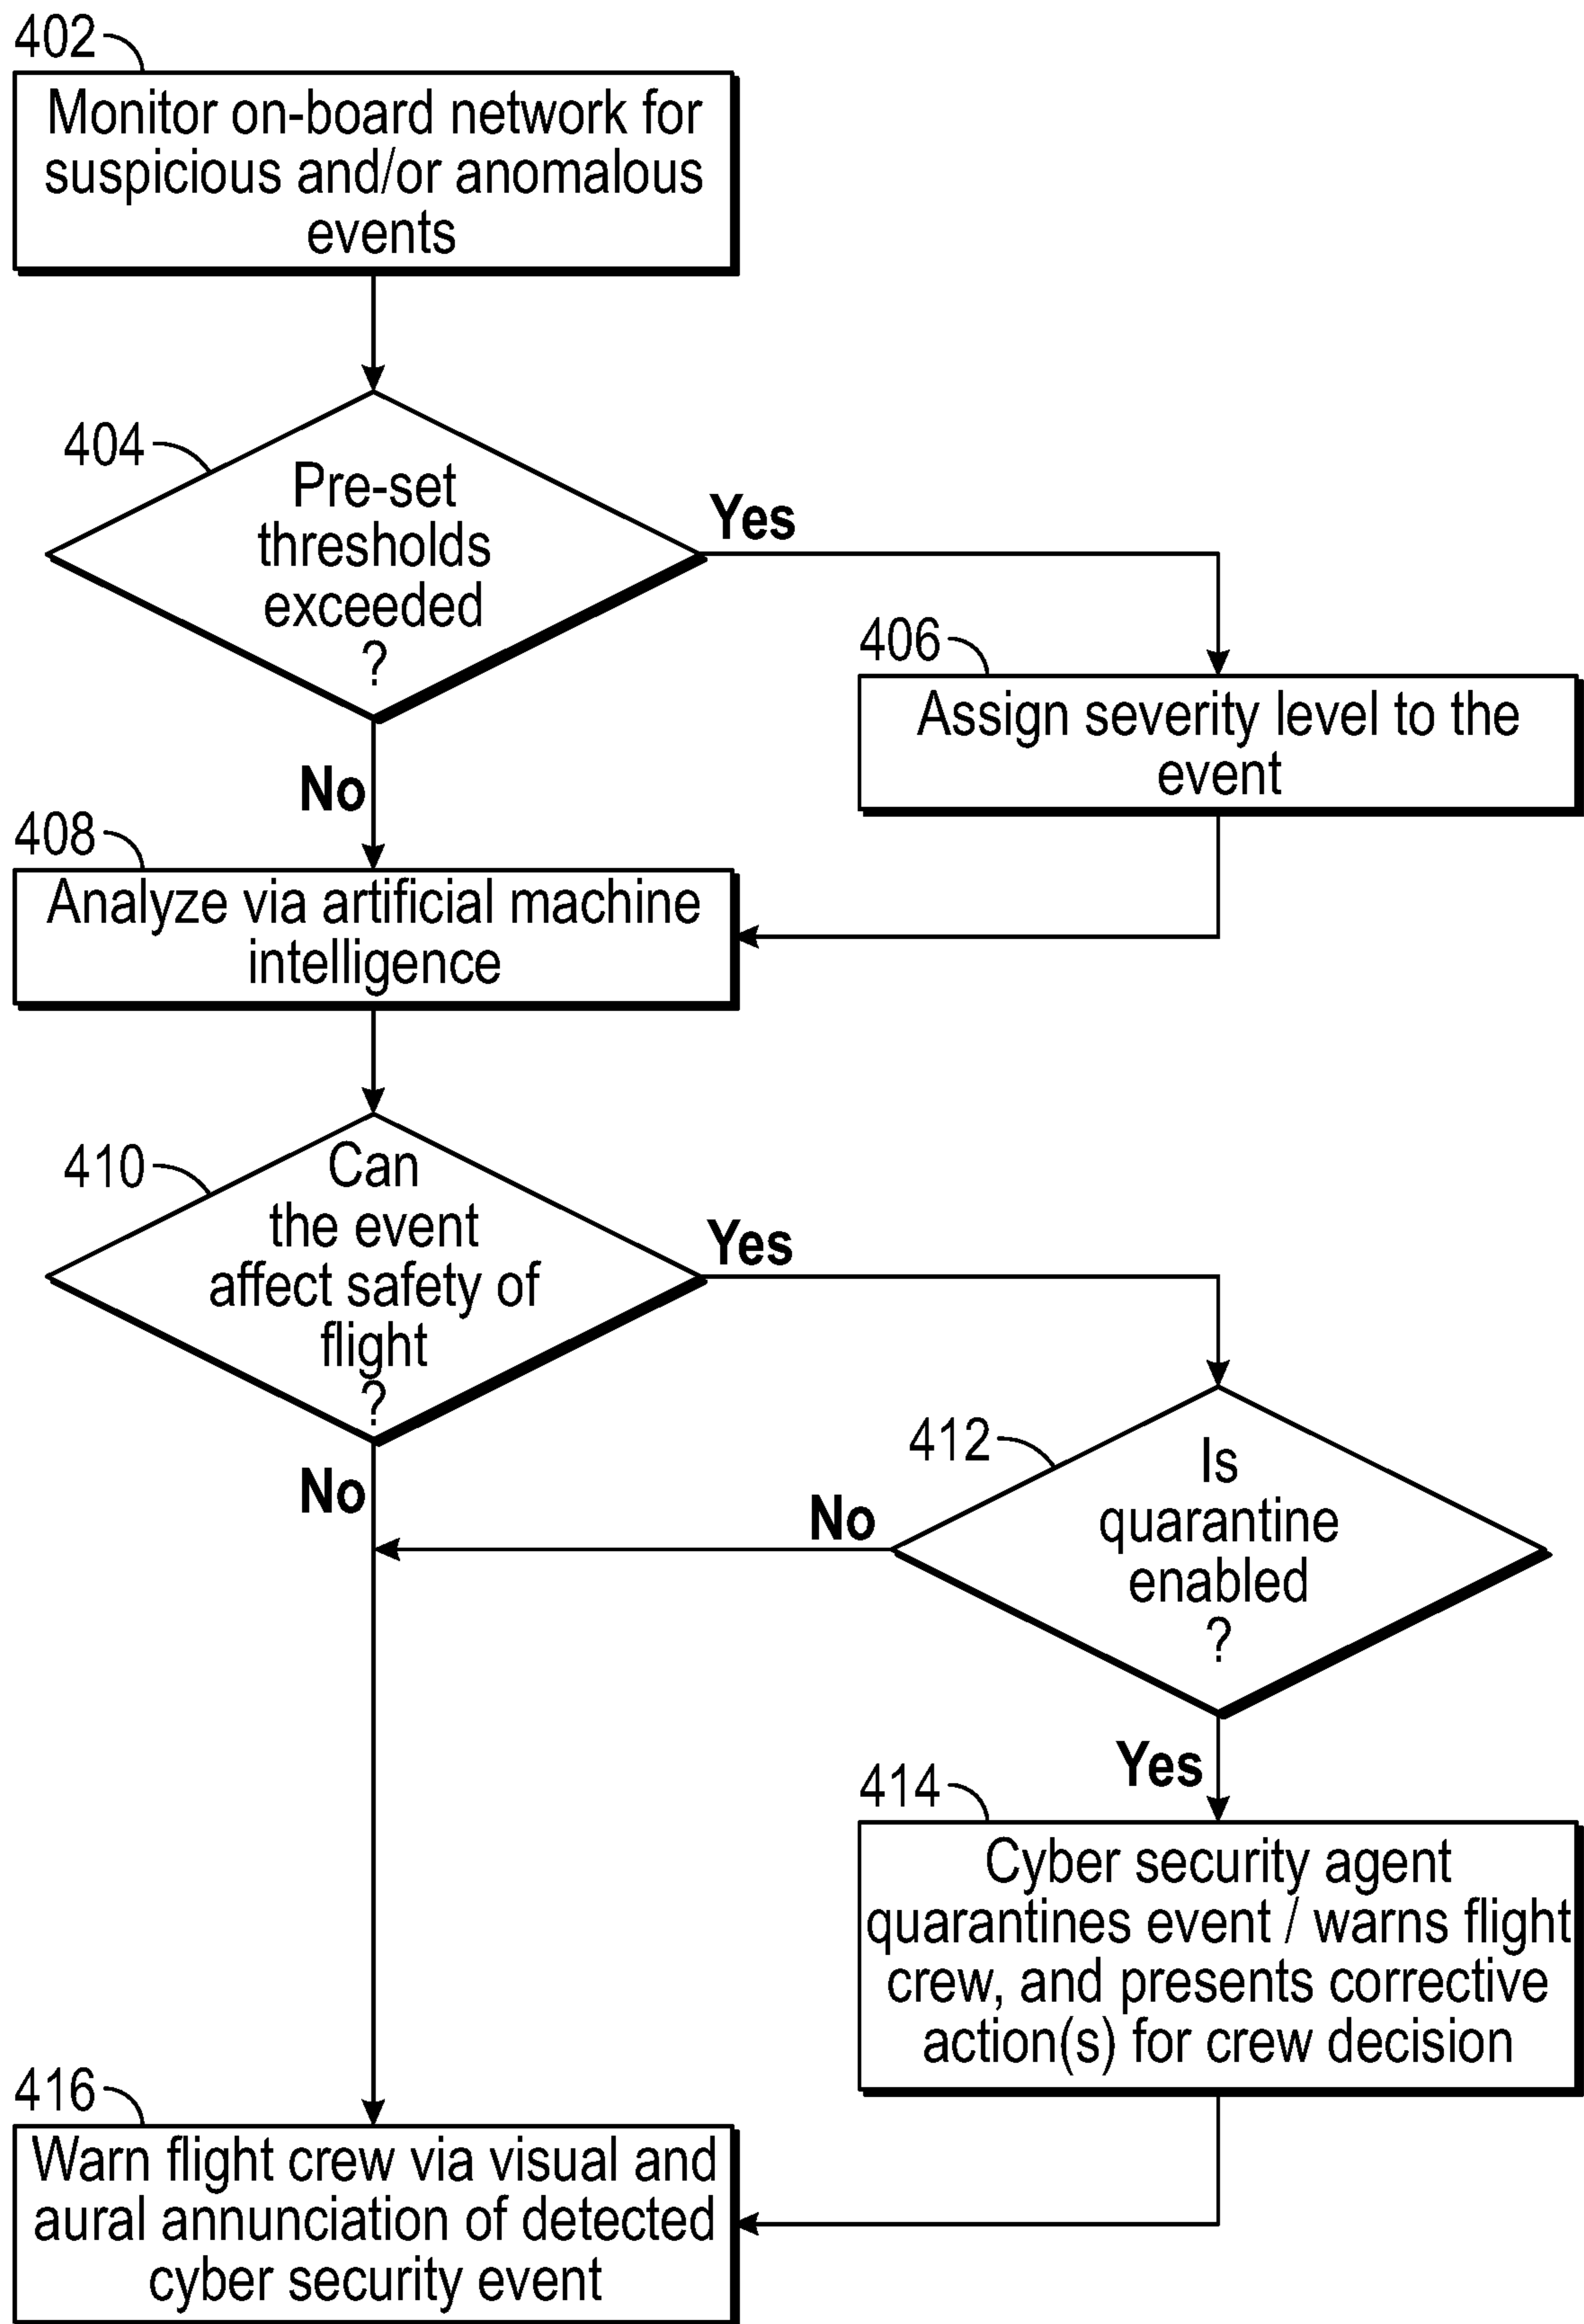 402
Monitor on-board network for
suspicious and/or anomalous
events
404
Pre-set
thresholds
exceeded
?
Yes
No
406
Assign severity level to the
event
408
Analyze via artificial machine
intelligence
410
Can
the event
affect safety of
flight
?
Yes
No
412
Is
quarantine
enabled
?
No
Yes
414
Cyber security agent
quarantines event / warns flight
crew, and presents corrective
action(s) for crew decision
416
Warn flight crew via visual and
aural annunciation of detected
cyber security event